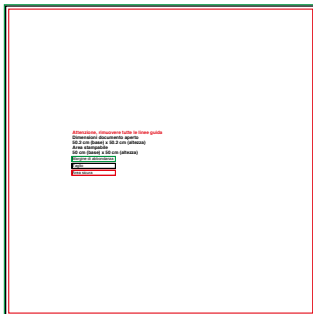 Attenzione, rimuovere tutte le linee guida
Dimensioni documento aperto
50.2 cm (base) x 50.2 cm (altezza)
Area stampabile
50 cm (base) x 50 cm (altezza)
Margine di abbondanza
Taglio
Area sicura